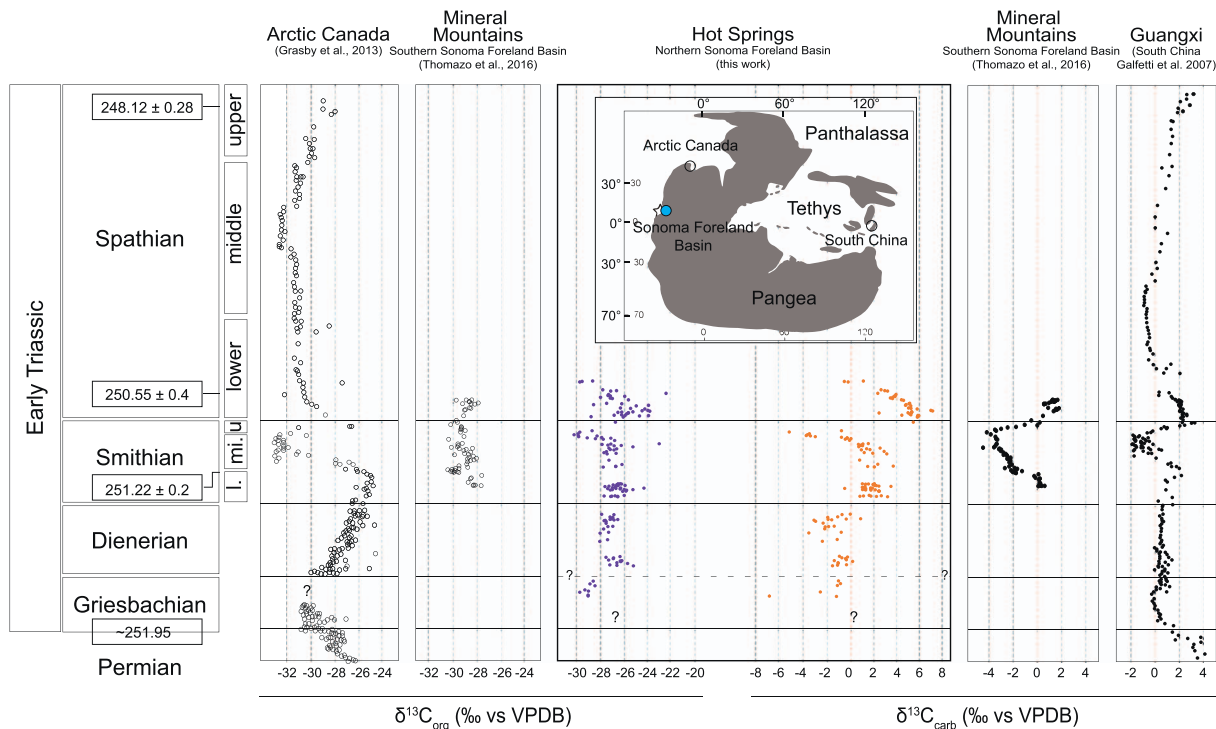 Arctic Canada
(Grasby et al., 2013)
Mineral
Mountains
Southern Sonoma Foreland Basin
(Thomazo et al., 2016)
Hot Springs
Northern Sonoma Foreland Basin
(this work)
Mineral
Mountains
Southern Sonoma Foreland Basin
(Thomazo et al., 2016)
Guangxi
(South China
Galfetti et al. 2007)
Early Triassic
248.12 ± 0.28
Spathian
250.55 ± 0.4
Smithian
251.22 ± 0.2
Dienerian
Griesbachian
~251.95
Permian
upper
middle
lower
u
mi.
l.
0° 60° 120°
Panthalassa
Arctic Canada
30° 30
Tethys
0° 0
Sonoma Foreland
Basin
South China
30° 30
Pangea
70° 70
0 60 120
?
? ?
? ?
-32 -30 -28 -26 -24
-32 -30 -28 -26 -24
-30 -28 -26 -24 -22 -20
-8 -6 -4 -2 0 2 4 6 8
-4 -2 0 2 4
-2 0 2 4
δ¹³C_org (‰ vs VPDB)
δ¹³C_carb (‰ vs VPDB)